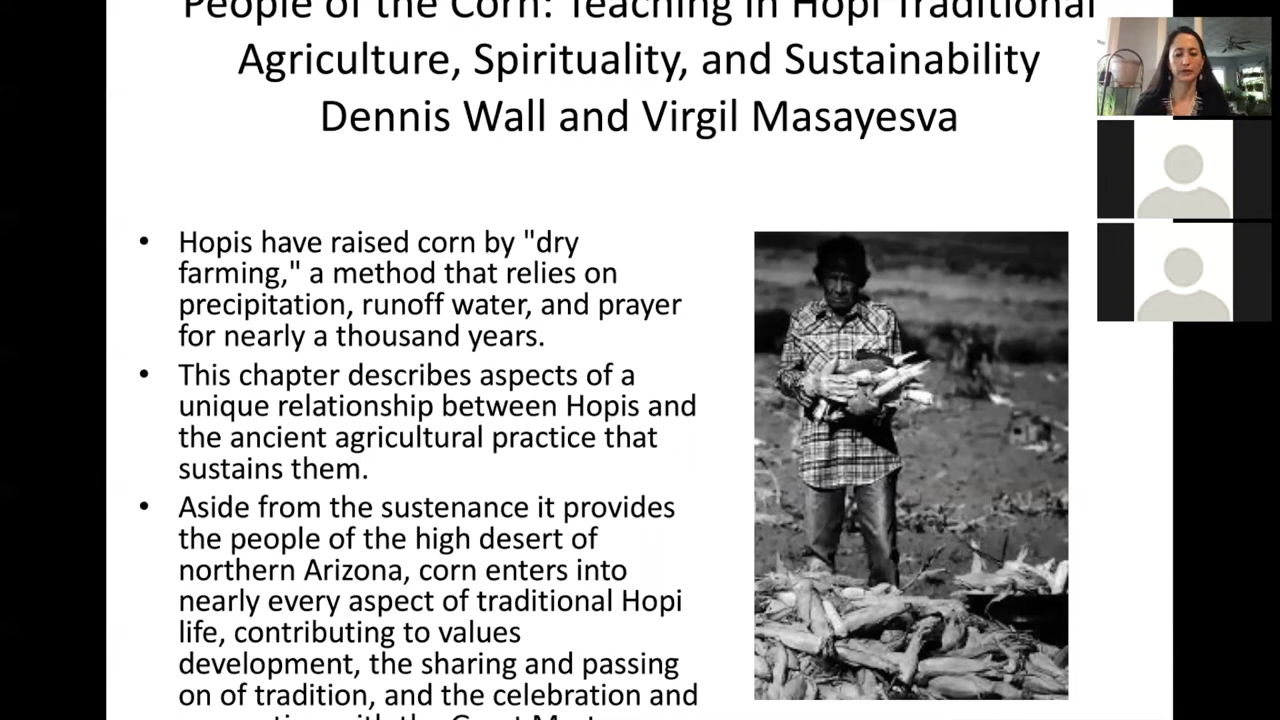 People of the Corn: Teaching in Hopi Traditional
Agriculture, Spirituality, and Sustainability
Dennis Wall and Virgil Masayesva
• Hopis have raised corn by "dry
farming," a method that relies on
precipitation, runoff water, and prayer
for nearly a thousand years.
• This chapter describes aspects of a
unique relationship between Hopis and
the ancient agricultural practice that
sustains them.
• Aside from the sustenance it provides
the people of the high desert of
northern Arizona, corn enters into
nearly every aspect of traditional Hopi
life, contributing to values
development, the sharing and passing
on of tradition, and the celebration and